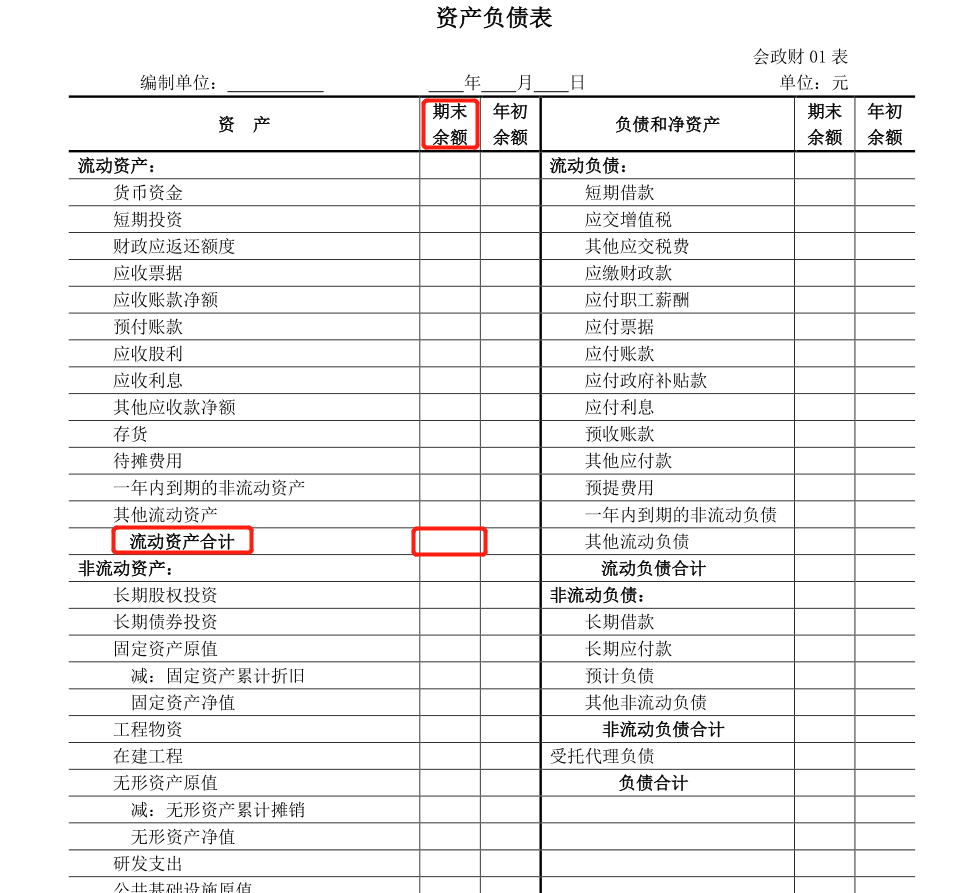 资产负债表
会政财 01 表
编制单位：___________ ____年____月____日 单位：元
资 产 期末余额 年初余额 负债和净资产 期末余额 年初余额
流动资产： 流动负债：
货币资金 短期借款
短期投资 应交增值税
财政应返还额度 其他应交税费
应收票据 应缴财政款
应收账款净额 应付职工薪酬
预付账款 应付票据
应收股利 应付账款
应收利息 应付政府补贴款
其他应收款净额 应付利息
存货 预收账款
待摊费用 其他应付款
一年内到期的非流动资产 预提费用
其他流动资产 一年内到期的非流动负债
流动资产合计 其他流动负债
非流动资产： 流动负债合计
长期股权投资 非流动负债：
长期债券投资 长期借款
固定资产原值 长期应付款
减：固定资产累计折旧 预计负债
固定资产净值 其他非流动负债
工程物资 非流动负债合计
在建工程 受托代理负债
无形资产原值 负债合计
减：无形资产累计摊销
无形资产净值
研发支出
公共基础设施原值